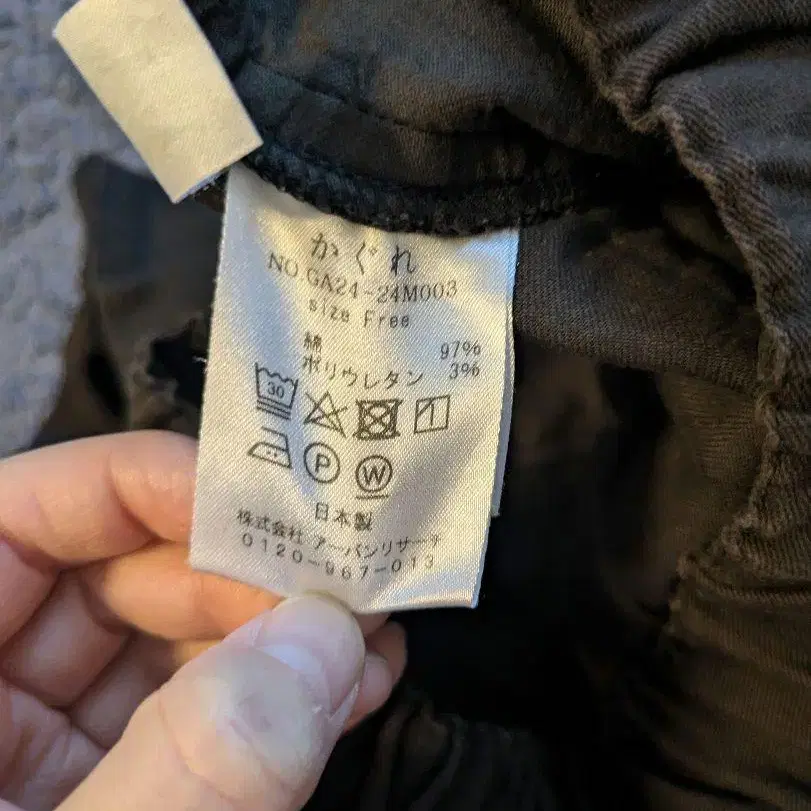 かぐれ
NO.GA24-24M003
size Free
綿 97%
ポリウレタン 3%
30
P W
日本製
株式会社 アーバンリサーチ
0120-967-013